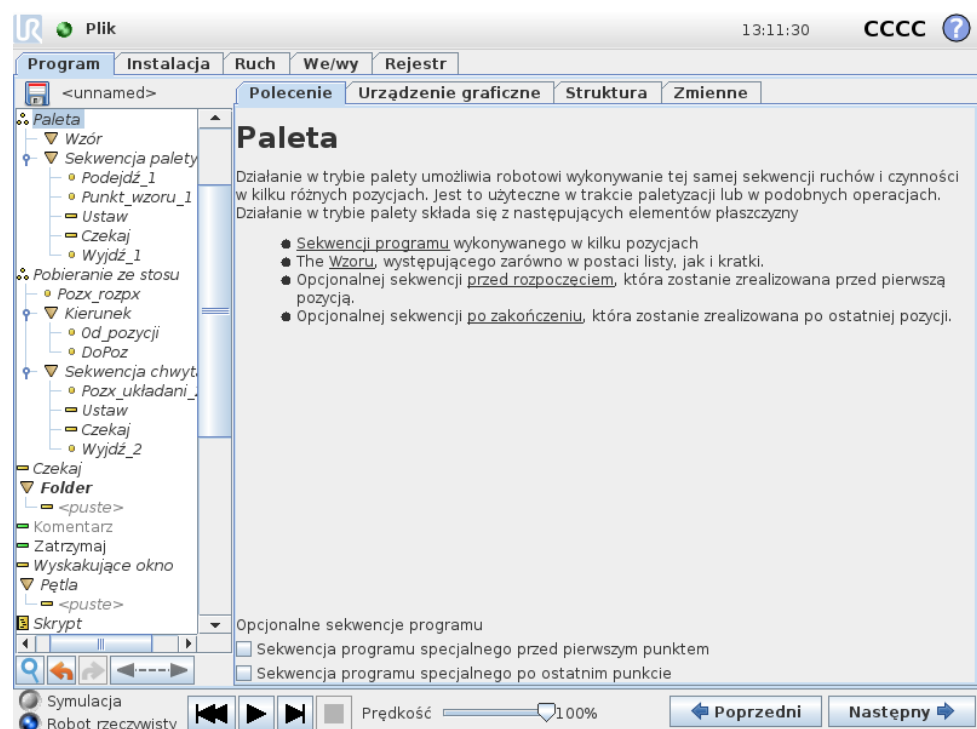 UR Plik 13:11:30 CCCC ?
Program Instalacja Ruch We/wy Rejestr
<unnamed>
Polecenie Urządzenie graficzne Struktura Zmienne
Paleta
Wzór
Sekwencja palety
Podejdź_1
Punkt_wzoru_1
Ustaw
Czekaj
Wyjdź_1
Pobieranie ze stosu
Pozx_rozpx
Kierunek
Od_pozycji
DoPoz
Sekwencja chwyta
Pozx_układani_2
Ustaw
Czekaj
Wyjdź_2
Czekaj
Folder
<puste>
Komentarz
Zatrzymaj
Wyskakujące okno
Pętla
<puste>
Skrypt
Paleta
Działanie w trybie palety umożliwia robotowi wykonywanie tej samej sekwencji ruchów i czynności
w kilku różnych pozycjach. Jest to użyteczne w trakcie paletyzacji lub w podobnych operacjach.
Działanie w trybie palety składa się z następujących elementów płaszczyzny
Sekwencji programu wykonywanego w kilku pozycjach
The Wzoru, występującego zarówno w postaci listy, jak i kratki.
Opcjonalnej sekwencji przed rozpoczęciem, która zostanie zrealizowana przed pierwszą
pozycją.
Opcjonalnej sekwencji po zakończeniu, która zostanie zrealizowana po ostatniej pozycji.
Opcjonalne sekwencje programu
Sekwencja programu specjalnego przed pierwszym punktem
Sekwencja programu specjalnego po ostatnim punkcie
Symulacja
Robot rzeczywisty
Prędkość 100%
Poprzedni Następny